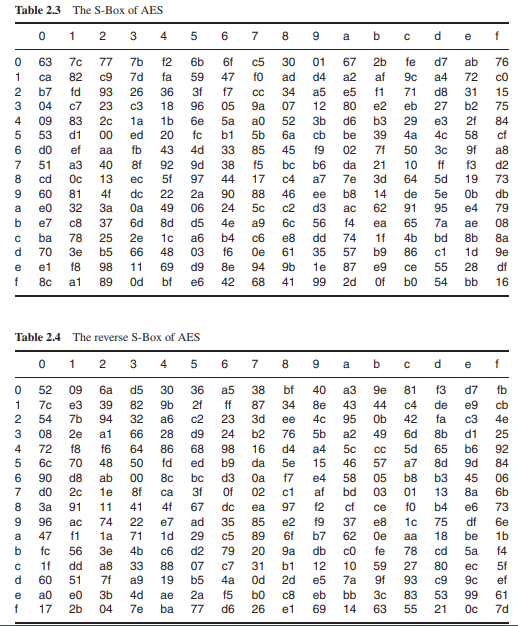 Table 2.3 The S-Box of AES
0 1 2 3 4 5 6 7 8 9 a b c d e f
0 63 7c 77 7b f2 6b 6f c5 30 01 67 2b fe d7 ab 76
1 ca 82 c9 7d fa 59 47 f0 ad d4 a2 af 9c a4 72 c0
2 b7 fd 93 26 36 3f f7 cc 34 a5 e5 f1 71 d8 31 15
3 04 c7 23 c3 18 96 05 9a 07 12 80 e2 eb 27 b2 75
4 09 83 2c 1a 1b 6e 5a a0 52 3b d6 b3 29 e3 2f 84
5 53 d1 00 ed 20 fc b1 5b 6a cb be 39 4a 4c 58 cf
6 d0 ef aa fb 43 4d 33 85 45 f9 02 7f 50 3c 9f a8
7 51 a3 40 8f 92 9d 38 f5 bc b6 da 21 10 ff f3 d2
8 cd 0c 13 ec 5f 97 44 17 c4 a7 7e 3d 64 5d 19 73
9 60 81 4f dc 22 2a 90 88 46 ee b8 14 de 5e 0b db
a e0 32 3a 0a 49 06 24 5c c2 d3 ac 62 91 95 e4 79
b e7 c8 37 6d 8d d5 4e a9 6c 56 f4 ea 65 7a ae 08
c ba 78 25 2e 1c a6 b4 c6 e8 dd 74 1f 4b bd 8b 8a
d 70 3e b5 66 48 03 f6 0e 61 35 57 b9 86 c1 1d 9e
e e1 f8 98 11 69 d9 8e 94 9b 1e 87 e9 ce 55 28 df
f 8c a1 89 0d bf e6 42 68 41 99 2d 0f b0 54 bb 16
Table 2.4 The reverse S-Box of AES
0 1 2 3 4 5 6 7 8 9 a b c d e f
0 52 09 6a d5 30 36 a5 38 bf 40 a3 9e 81 f3 d7 fb
1 7c e3 39 82 9b 2f ff 87 34 8e 43 44 c4 de e9 cb
2 54 7b 94 32 a6 c2 23 3d ee 4c 95 0b 42 fa c3 4e
3 08 2e a1 66 28 d9 24 b2 76 5b a2 49 6d 8b d1 25
4 72 f8 f6 64 86 68 98 16 d4 a4 5c cc 5d 65 b6 92
5 6c 70 48 50 fd ed b9 da 5e 15 46 57 a7 8d 9d 84
6 90 d8 ab 00 8c bc d3 0a f7 e4 58 05 b8 b3 45 06
7 d0 2c 1e 8f ca 3f 0f 02 c1 af bd 03 01 13 8a 6b
8 3a 91 11 41 4f 67 dc ea 97 f2 cf ce f0 b4 e6 73
9 96 ac 74 22 e7 ad 35 85 e2 f9 37 e8 1c 75 df 6e
a 47 f1 1a 71 1d 29 c5 89 6f b7 62 0e aa 18 be 1b
b fc 56 3e 4b c6 d2 79 20 9a db c0 fe 78 cd 5a f4
c 1f dd a8 33 88 07 c7 31 b1 12 10 59 27 80 ec 5f
d 60 51 7f a9 19 b5 4a 0d 2d e5 7a 9f 93 c9 9c ef
e a0 e0 3b 4d ae 2a f5 b0 c8 eb bb 3c 83 53 99 61
f 17 2b 04 7e ba 77 d6 26 e1 69 14 63 55 21 0c 7d